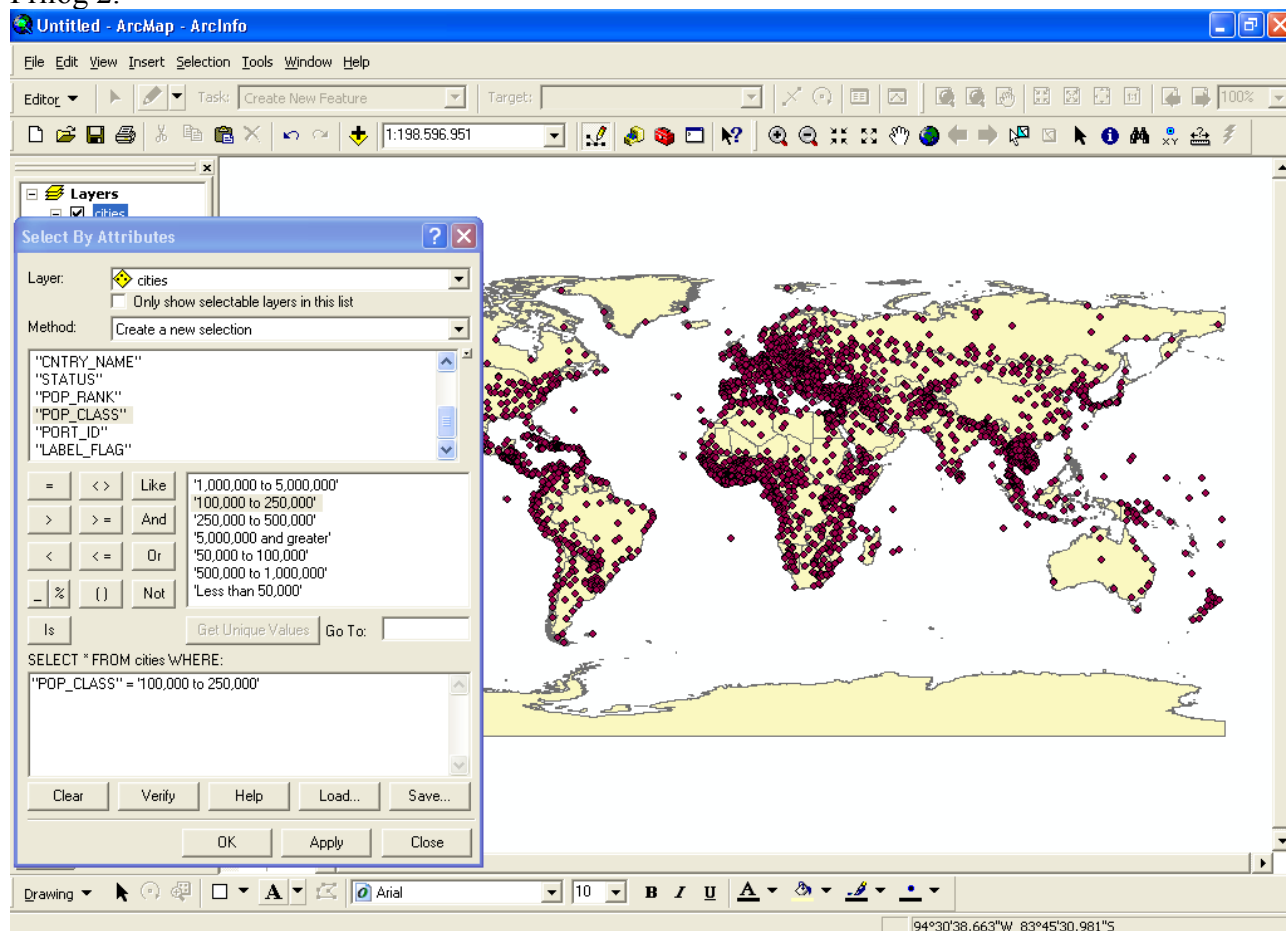 Prilog 2:
Untitled - ArcMap - ArcInfo
File Edit View Insert Selection Tools Window Help
Editor Task: Create New Feature Target: 100%
1:198.596.951
Layers
cities
Select By Attributes
Layer: cities
Only show selectable layers in this list
Method: Create a new selection
"CNTRY_NAME"
"STATUS"
"POP_RANK"
"POP_CLASS"
"PORT_ID"
"LABEL_FLAG"
= < > Like
> > = And
< < = Or
_ % ( ) Not
Is
'1,000,000 to 5,000,000'
'100,000 to 250,000'
'250,000 to 500,000'
'5,000,000 and greater'
'50,000 to 100,000'
'500,000 to 1,000,000'
'Less than 50,000'
Get Unique Values Go To:
SELECT * FROM cities WHERE:
"POP_CLASS" = '100,000 to 250,000'
Clear Verify Help Load... Save...
OK Apply Close
Drawing A Arial 10 B I U A
94°30'38.663"W 83°45'30.981"S